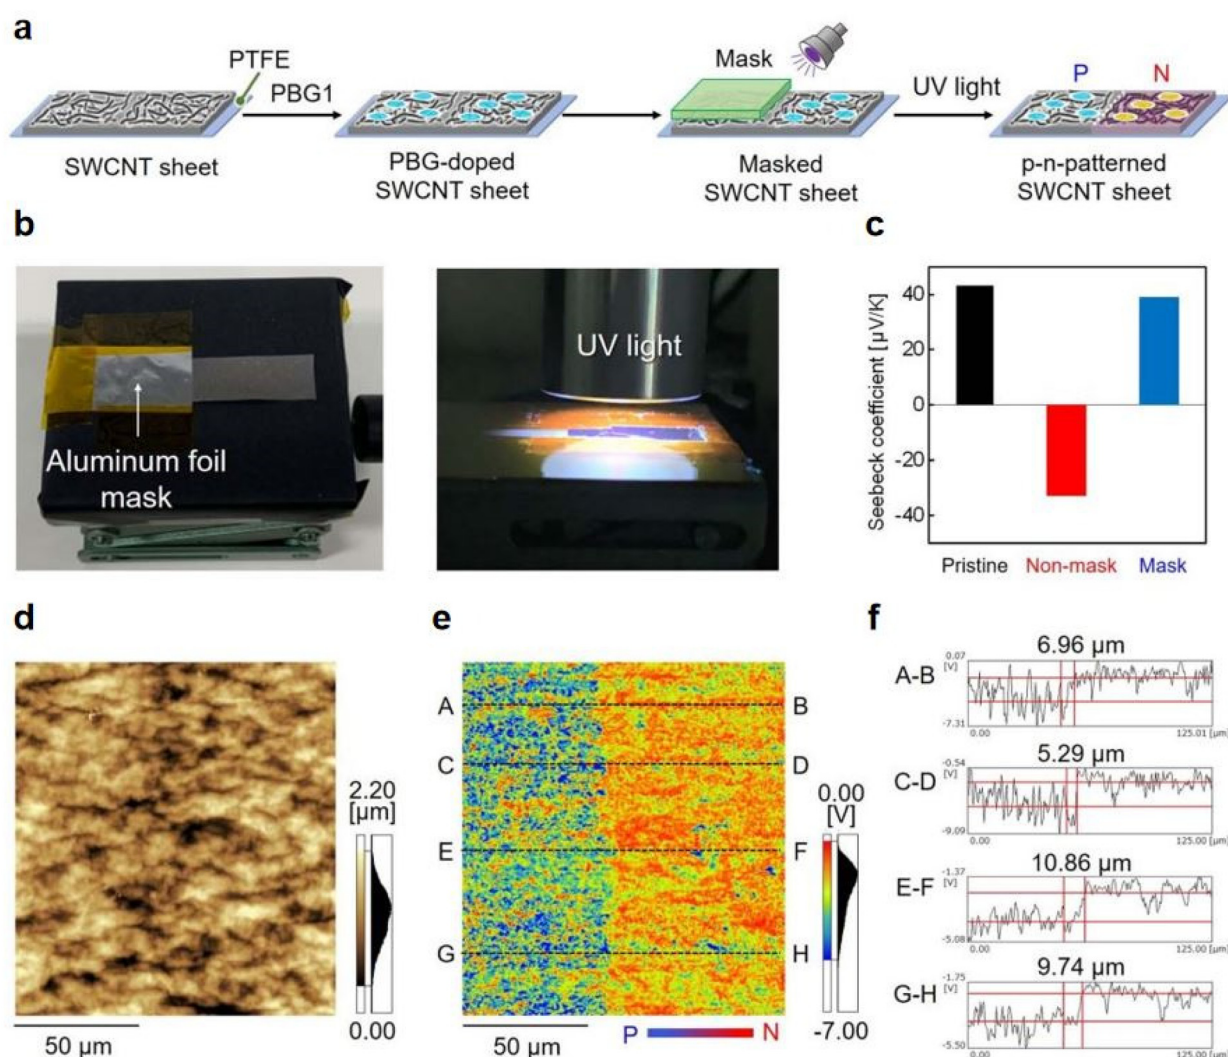 a
PTFE
PBG1
Mask
UV light
P
N
SWCNT sheet
PBG-doped
SWCNT sheet
Masked
SWCNT sheet
p-n-patterned
SWCNT sheet
b
Aluminum foil
mask
UV light
c
Seebeck coefficient [µV/K]
40
20
0
-20
-40
Pristine
Non-mask
Mask
d
2.20
[µm]
0.00
50 µm
e
A
B
C
D
E
F
G
H
0.00
[V]
-7.00
50 µm
P
N
f
6.96 µm
A-B
0.07
[V]
-7.31
0.00
125.01 [µm]
5.29 µm
C-D
-0.54
[V]
-9.09
0.00
125.00 [µm]
10.86 µm
E-F
-1.37
[V]
-5.08
0.00
125.00 [µm]
9.74 µm
G-H
-1.75
[V]
-5.50
0.00
125.00 [µm]